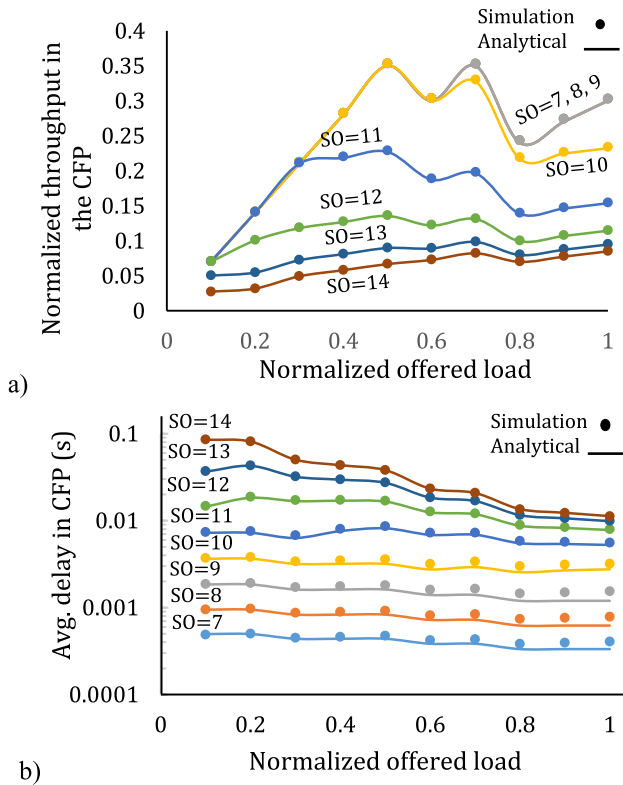 Simulation
Analytical
0.4
0.35
0.3
0.25
0.2
0.15
0.1
0.05
0
Normalized throughput in
the CFP
SO=7, 8, 9
SO=10
SO=11
SO=12
SO=13
SO=14
0 0.2 0.4 0.6 0.8 1
Normalized offered load
a)
Simulation
Analytical
SO=14
SO=13
SO=12
SO=11
SO=10
SO=9
SO=8
SO=7
0.1
0.01
0.001
0.0001
Avg. delay in CFP (s)
0 0.2 0.4 0.6 0.8 1
Normalized offered load
b)